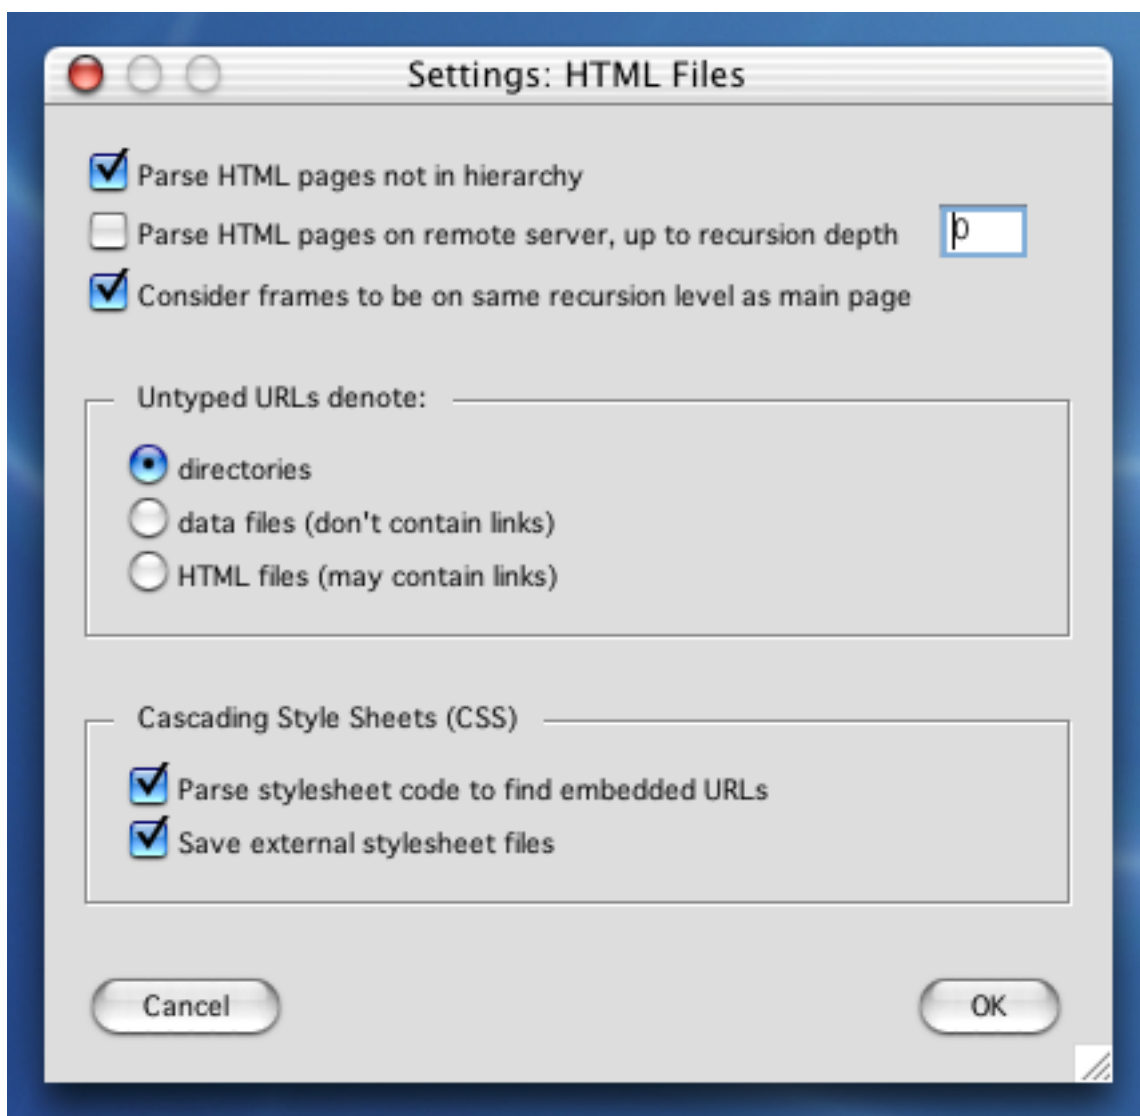 Settings: HTML Files
Parse HTML pages not in hierarchy
Parse HTML pages on remote server, up to recursion depth 0
Consider frames to be on same recursion level as main page
Untyped URLs denote:
directories
data files (don't contain links)
HTML files (may contain links)
Cascading Style Sheets (CSS)
Parse stylesheet code to find embedded URLs
Save external stylesheet files
Cancel OK